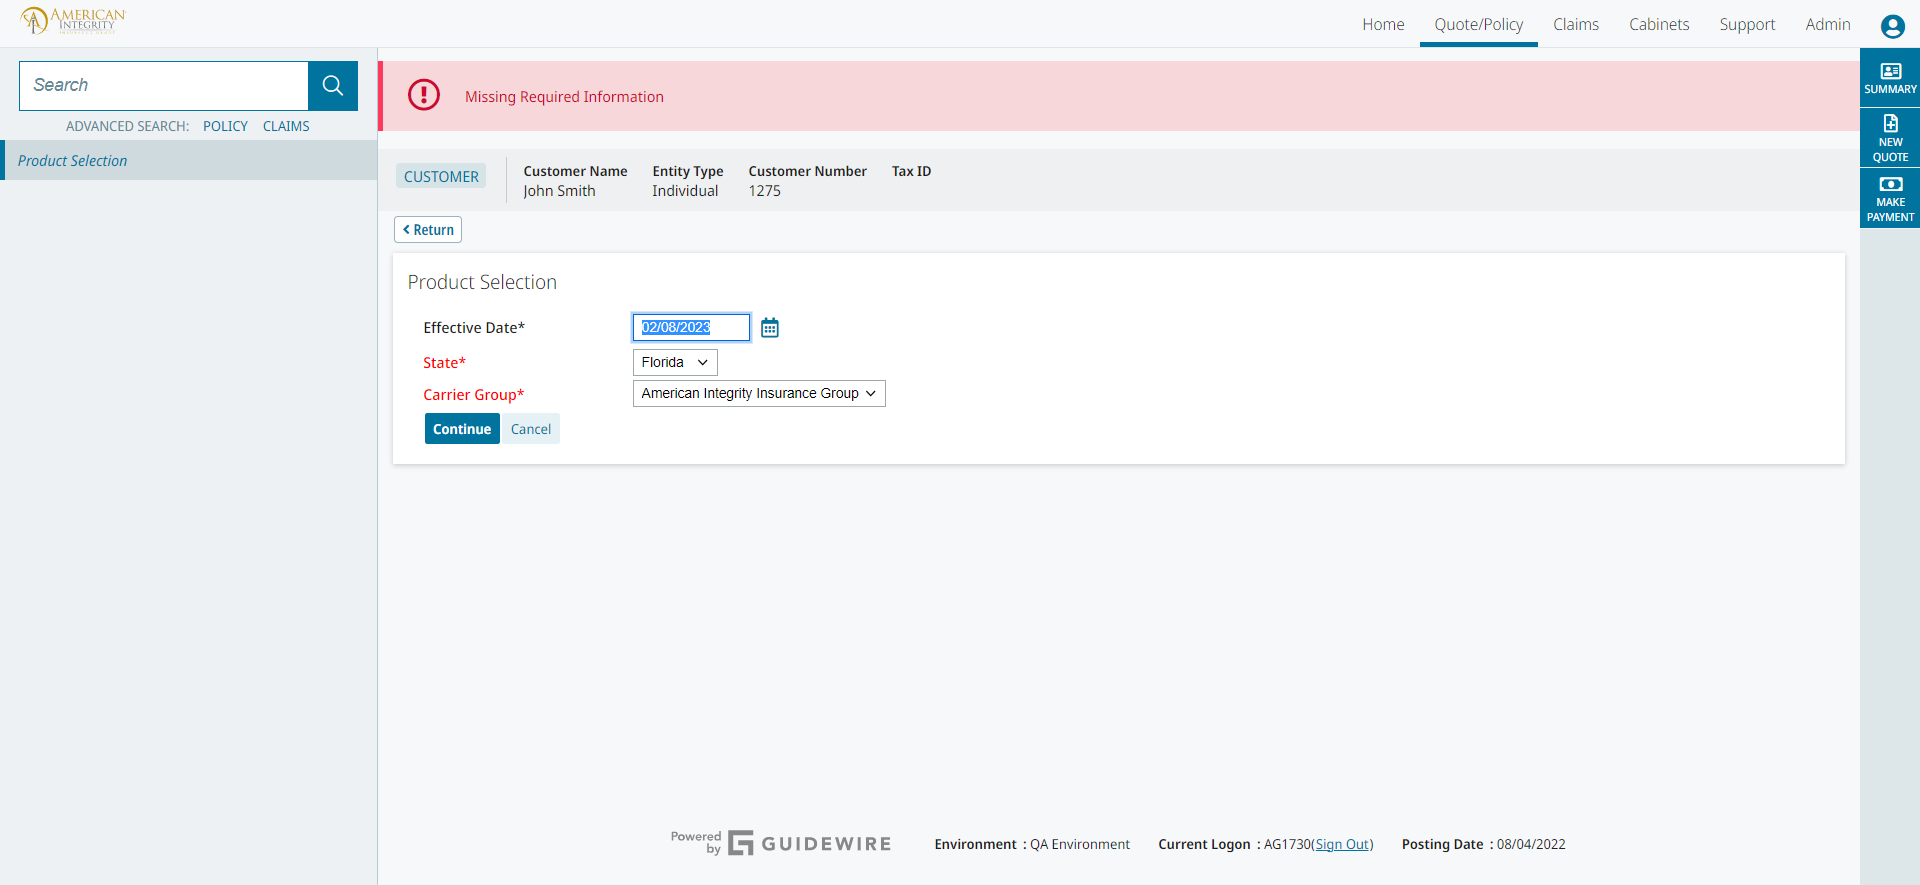 AMERICAN
INTEGRITY
INSURANCE GROUP
Home
Quote/Policy
Claims
Cabinets
Support
Admin
Search
ADVANCED SEARCH: POLICY CLAIMS
Product Selection
Missing Required Information
SUMMARY
NEW
QUOTE
MAKE
PAYMENT
CUSTOMER
Customer Name
John Smith
Entity Type
Individual
Customer Number
1275
Tax ID
Return
Product Selection
Effective Date*
02/08/2023
State*
Florida
Carrier Group*
American Integrity Insurance Group
Continue
Cancel
Powered
by
GUIDEWIRE
Environment : QA Environment
Current Logon : AG1730(Sign Out)
Posting Date : 08/04/2022